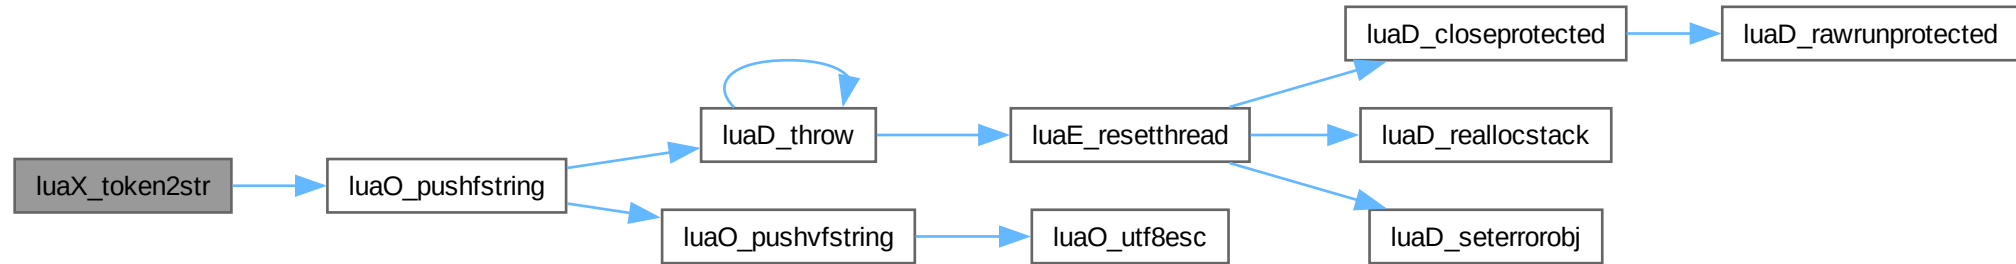 luaX_token2str
luaO_pushfstring
luaD_throw
luaO_pushvfstring
luaE_resetthread
luaO_utf8esc
luaD_closeprotected
luaD_reallocstack
luaD_seterrorobj
luaD_rawrunprotected